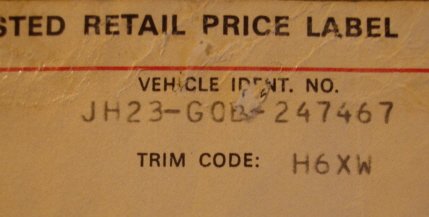 STED RETAIL PRICE LABEL
VEHICLE IDENT. NO.
JH23-G0B-247467
TRIM CODE: H6XW